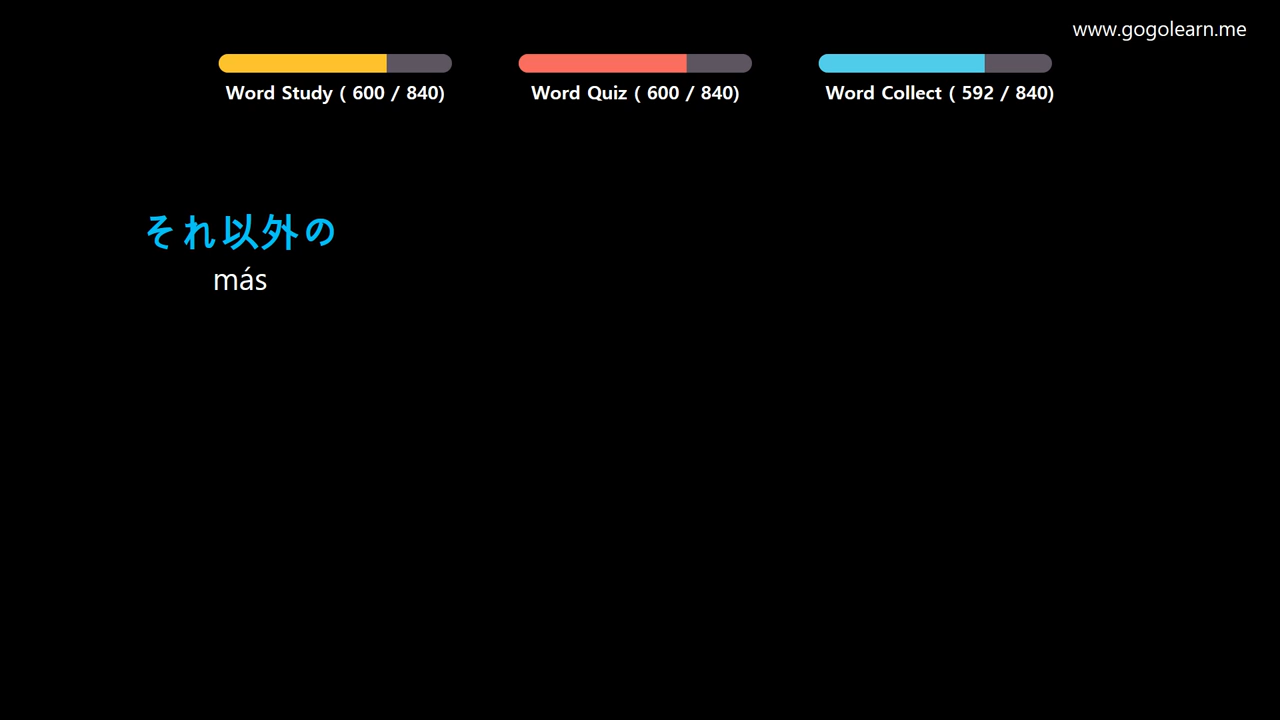 www.gogolearn.me
Word Study ( 600 / 840)
Word Quiz ( 600 / 840)
Word Collect ( 592 / 840)
それ以外の
más